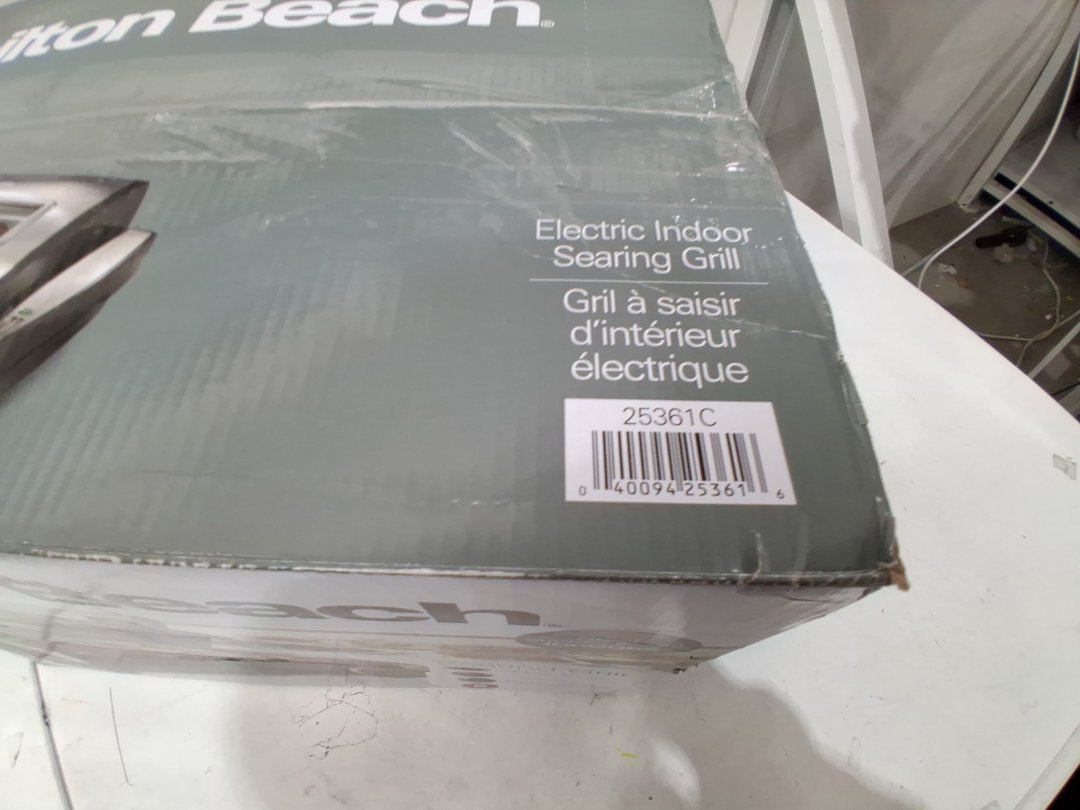 ilton Beach®
Electric Indoor
Searing Grill
Gril à saisir
d'intérieur
électrique
25361C
0 40094 25361 6
Beach®